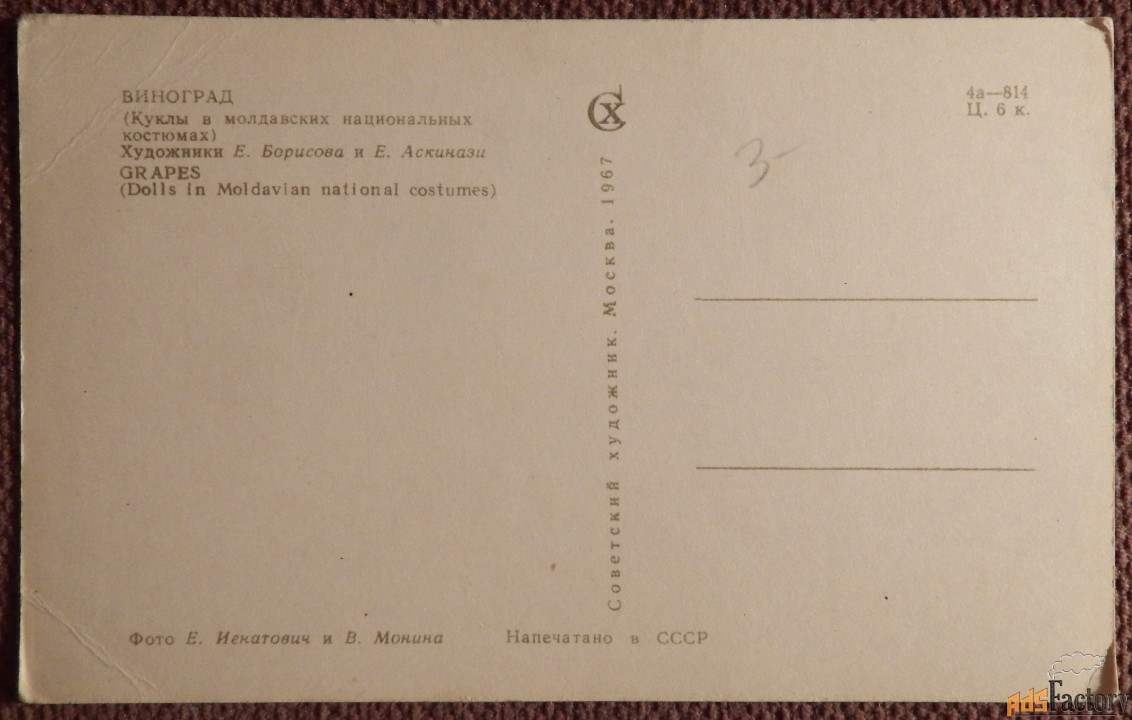 ВИНОГРАД
(Куклы в молдавских национальных
костюмах)
Художники Е. Борисова и Е. Аскинази
GRAPES
(Dolls in Moldavian national costumes)
СХ
Советский художник. Москва. 1967
4а—814
Ц. 6 к.
3-
Фото Е. Иекатович и В. Монина
Напечатано в СССР
AdsFactory